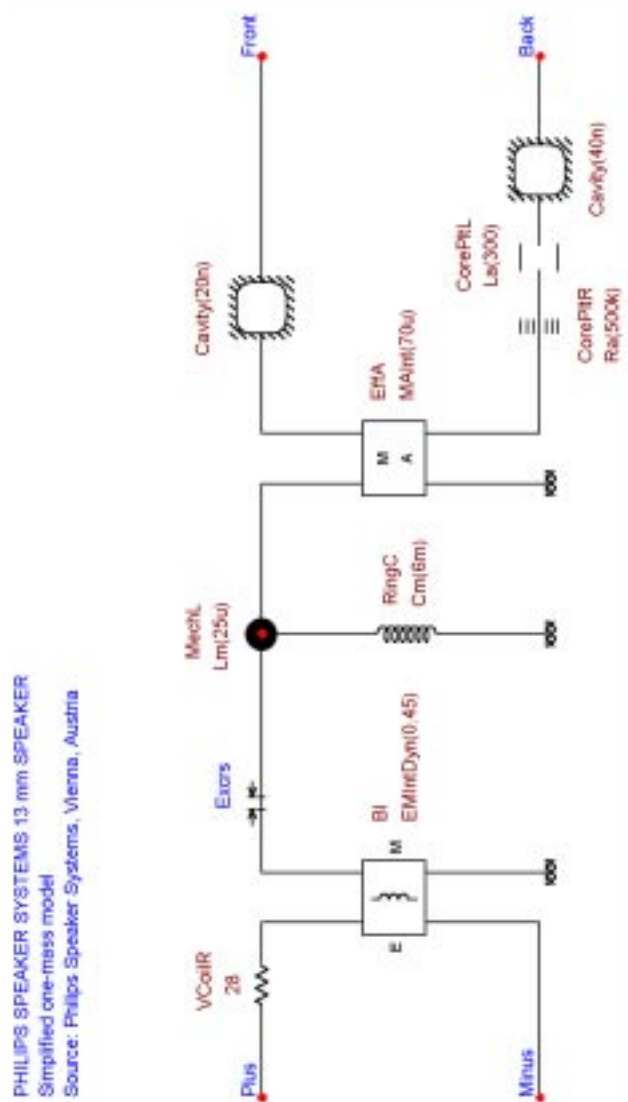 PHILIPS SPEAKER SYSTEMS 13 mm SPEAKER
Simplified one-mass model
Source: Philips Speaker Systems, Vienna, Austria
Plus
VCoilR
28
Excrs
MechL
Lm(25u)
Cavity(20n)
Front
E
M
Bl
EMIntDyn(0.45)
RingC
Cm(6m)
M
A
EffA
MAInt(70u)
CorePltL
La(300)
CorePltR
Ra(500k)
Cavity(40n)
Minus
Back